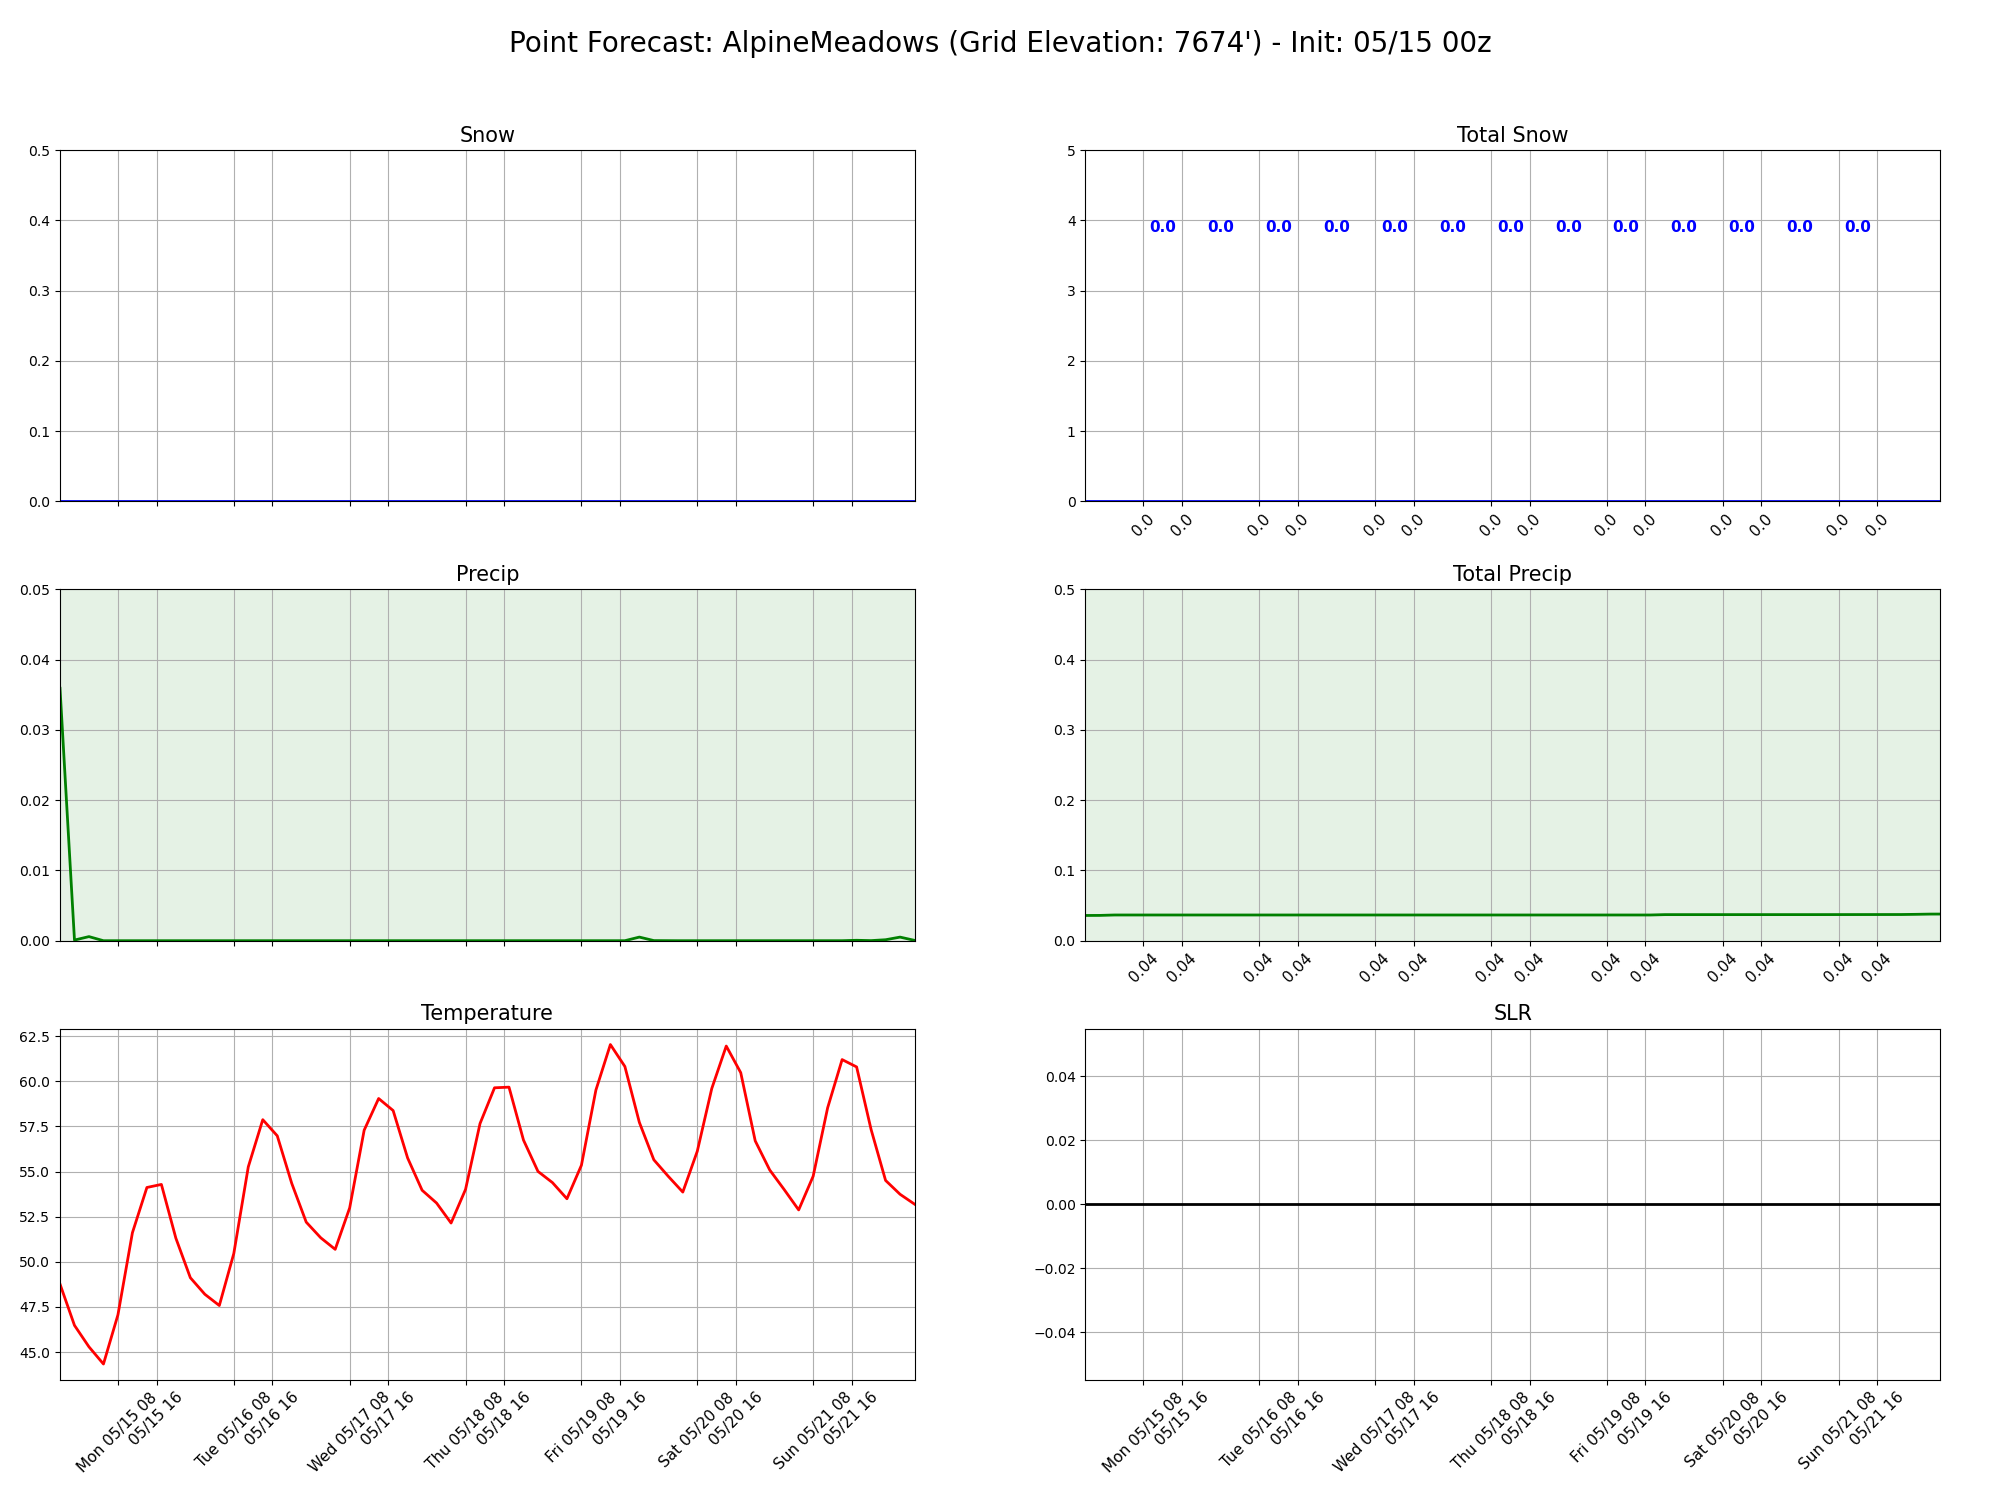 Point Forecast: AlpineMeadows (Grid Elevation: 7674') - Init: 05/15 00z
Snow
0.5
0.4
0.3
0.2
0.1
0.0
Total Snow
5
4
3
2
1
0
0.0 0.0 0.0 0.0 0.0 0.0 0.0 0.0 0.0 0.0 0.0 0.0 0.0
0.0 0.0 0.0 0.0 0.0 0.0 0.0 0.0 0.0 0.0 0.0 0.0 0.0 0.0
Precip
0.05
0.04
0.03
0.02
0.01
0.00
Total Precip
0.5
0.4
0.3
0.2
0.1
0.0
0.04 0.04 0.04 0.04 0.04 0.04 0.04 0.04 0.04 0.04 0.04 0.04 0.04 0.04
Temperature
62.5
60.0
57.5
55.0
52.5
50.0
47.5
45.0
Mon 05/15 08
05/15 16
Tue 05/16 08
05/16 16
Wed 05/17 08
05/17 16
Thu 05/18 08
05/18 16
Fri 05/19 08
05/19 16
Sat 05/20 08
05/20 16
Sun 05/21 08
05/21 16
SLR
0.04
0.02
0.00
−0.02
−0.04
Mon 05/15 08
05/15 16
Tue 05/16 08
05/16 16
Wed 05/17 08
05/17 16
Thu 05/18 08
05/18 16
Fri 05/19 08
05/19 16
Sat 05/20 08
05/20 16
Sun 05/21 08
05/21 16